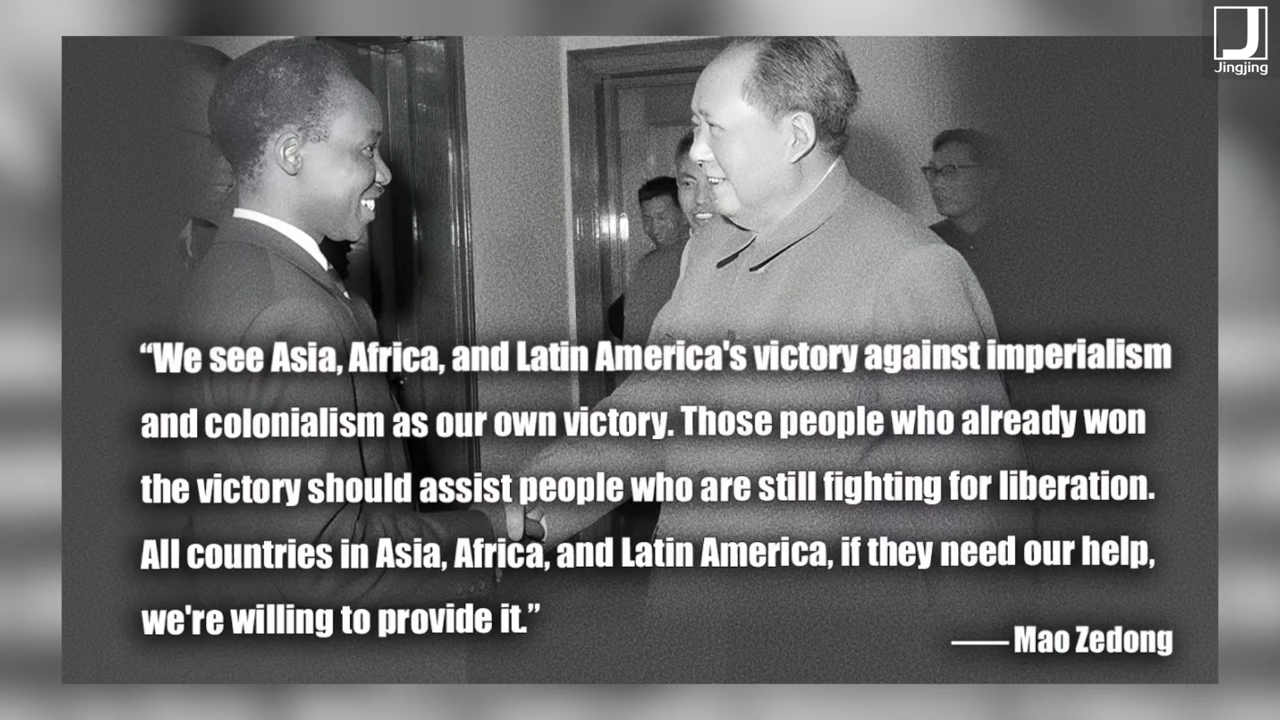 Jingjing
“We see Asia, Africa, and Latin America's victory against imperialism
and colonialism as our own victory. Those people who already won
the victory should assist people who are still fighting for liberation.
All countries in Asia, Africa, and Latin America, if they need our help,
we're willing to provide it.”
——Mao Zedong